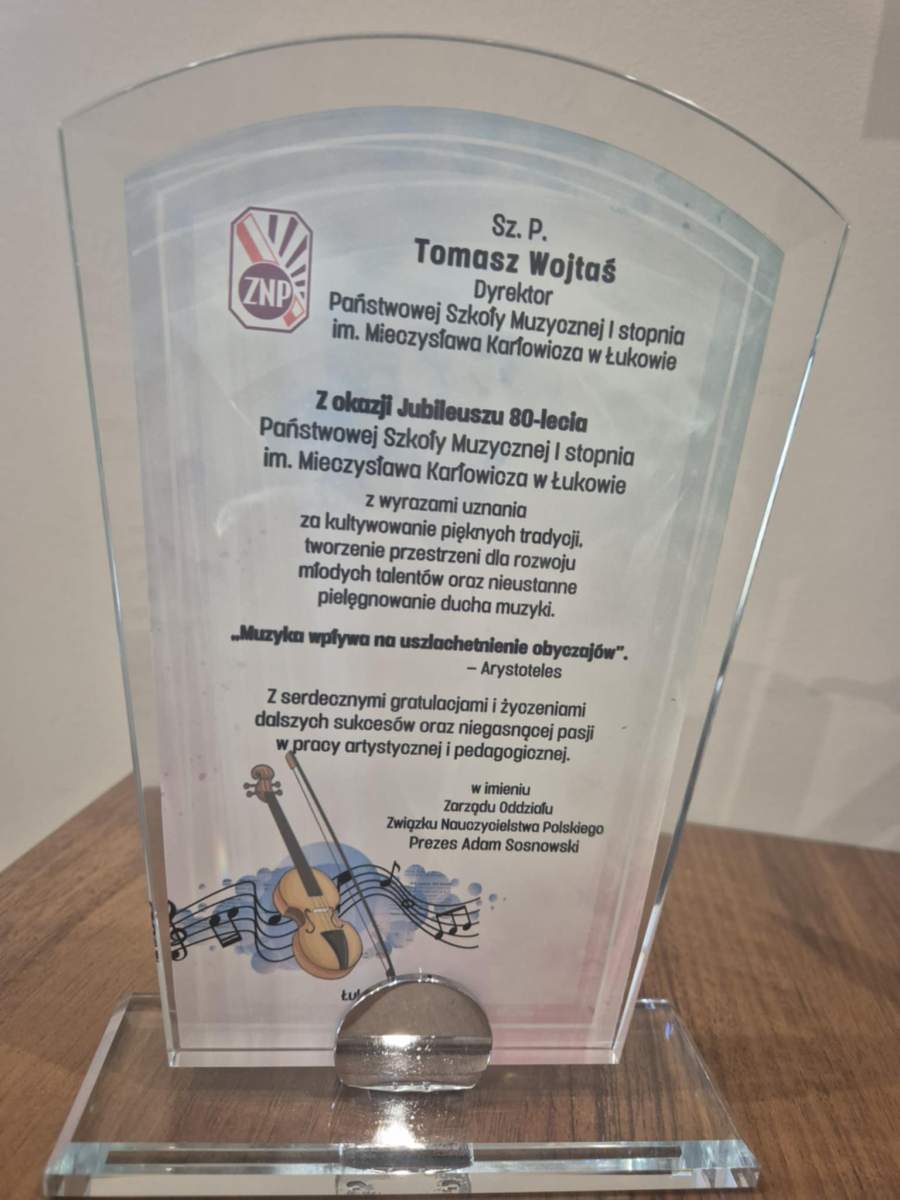 ZNP
Sz. P.
Tomasz Wojtaś
Dyrektor
Państwowej Szkoły Muzycznej I stopnia
im. Mieczysława Karłowicza w Łukowie
Z okazji Jubileuszu 80-lecia
Państwowej Szkoły Muzycznej I stopnia
im. Mieczysława Karłowicza w Łukowie
z wyrazami uznania
za kultywowanie pięknych tradycji,
tworzenie przestrzeni dla rozwoju
młodych talentów oraz nieustanne
pielęgnowanie ducha muzyki.
„Muzyka wpływa na uszlachetnienie obyczajów”.
– Arystoteles
Z serdecznymi gratulacjami i życzeniami
dalszych sukcesów oraz niegasnącej pasji
w pracy artystycznej i pedagogicznej.
w imieniu
Zarządu Oddziału
Związku Nauczycielstwa Polskiego
Prezes Adam Sosnowski